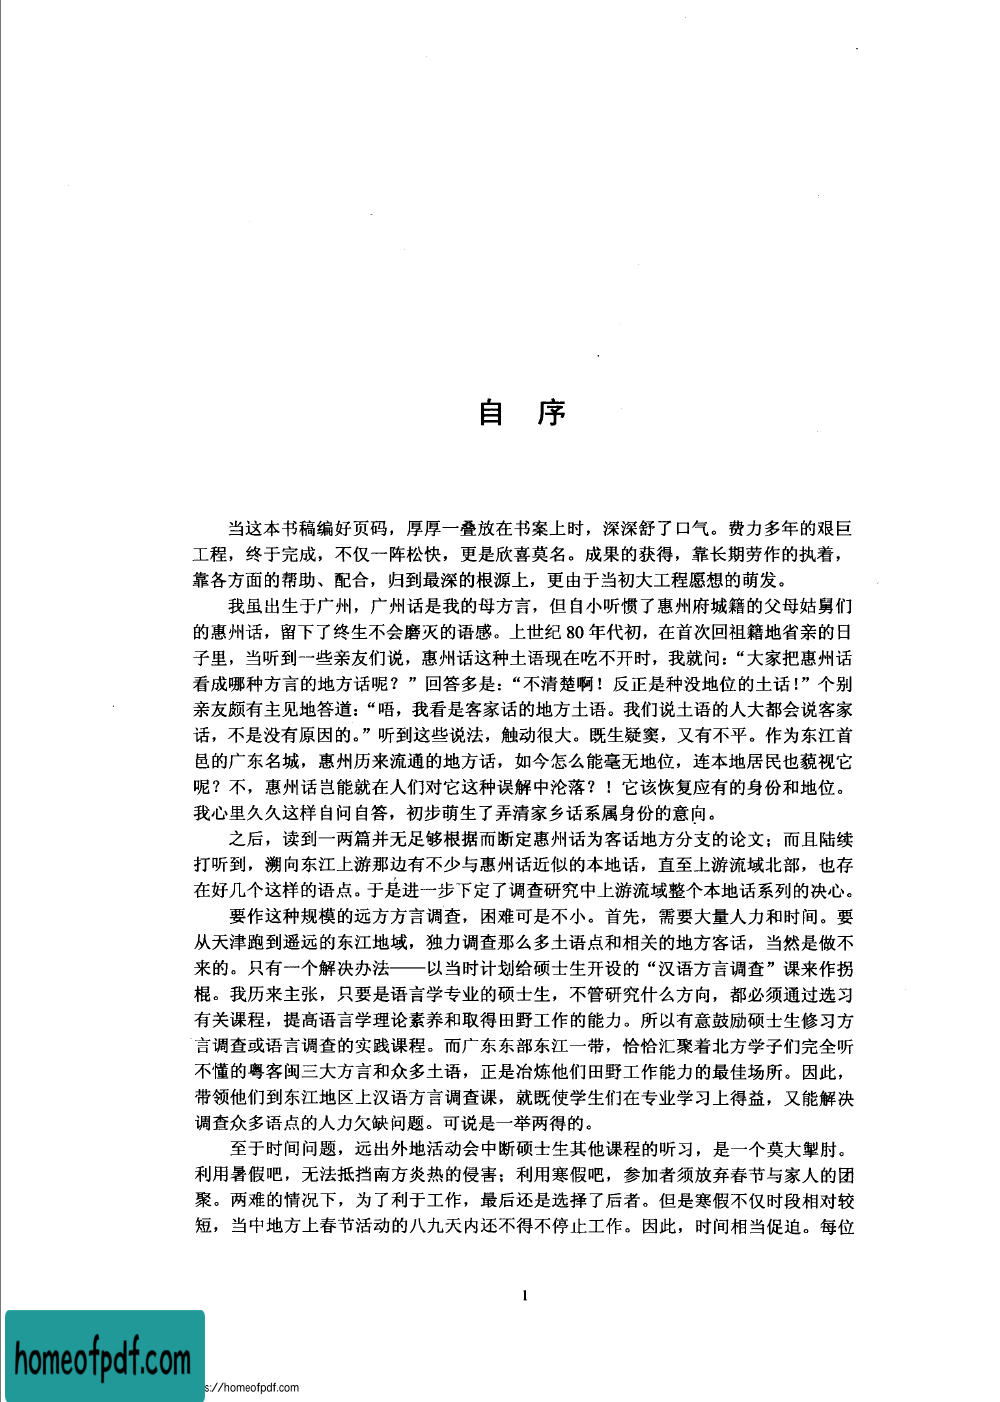 自 序
当这本书稿编好页码，厚厚一叠放在书案上时，深深舒了口气。费力多年的艰巨
工程，终于完成，不仅一阵松快，更是欣喜莫名。成果的获得，靠长期劳作的执着，
靠各方面的帮助、配合，归到最深的根源上，更由于当初大工程愿想的萌发。
我虽出生于广州，广州话是我的母方言，但自小听惯了惠州府城籍的父母姑舅们
的惠州话，留下了终生不会磨灭的语感。上世纪80年代初，在首次回祖籍地省亲的日
子里，当听到一些亲友们说，惠州话这种土语现在吃不开时，我就问：“大家把惠州话
看成哪种方言的地方话呢？”回答多是：“不清楚啊！反正是种没地位的土话！”个别
亲友颇有主见地答道：“唔，我看是客家话的地方土语。我们说土语的人大都会说客家
话，不是没有原因的。”听到这些说法，触动很大。既生疑窦，又有不平。作为东江首
邑的广东名城，惠州历来流通的地方话，如今怎么能毫无地位，连本地居民也藐视它
呢？不，惠州话岂能就在人们对它这种误解中沦落？！它该恢复应有的身份和地位。
我心里久久这样自问自答，初步萌生了弄清家乡话系属身份的意向。
之后，读到一两篇并无足够根据而断定惠州话为客话地方分支的论文；而且陆续
打听到，溯向东江上游那边有不少与惠州话近似的本地话，直至上游流域北部，也存
在好几个这样的语点。于是进一步下定了调查研究中上游流域整个本地话系列的决心。
要作这种规模的远方方言调查，困难可是不小。首先，需要大量人力和时间。要
从天津跑到遥远的东江地域，独力调查那么多土语点和相关的地方客话，当然是做不
来的。只有一个解决办法——以当时计划给硕士生开设的“汉语方言调查”课来作拐
棍。我历来主张，只要是语言学专业的硕士生，不管研究什么方向，都必须通过选习
有关课程，提高语言学理论素养和取得田野工作的能力。所以有意鼓励硕士生修习方
言调查或语言调查的实践课程。而广东东部东江一带，恰恰汇聚着北方学子们完全听
不懂的粤客闽三大方言和众多土语，正是冶炼他们田野工作能力的最佳场所。因此，
带领他们到东江地区上汉语方言调查课，就既使学生们在专业学习上得益，又能解决
调查众多语点的人力欠缺问题。可说是一举两得的。
至于时间问题，远出外地活动会中断硕士生其他课程的听习，是一个莫大掣肘。
利用暑假吧，无法抵挡南方炎热的侵害；利用寒假吧，参加者须放弃春节与家人的团
聚。两难的情况下，为了利于工作，最后还是选择了后者。但是寒假不仅时段相对较
短，当中地方上春节活动的八九天内还不得不停止工作。因此，时间相当促迫。每位
1
homeofpdf.com
s://homeofpdf.com